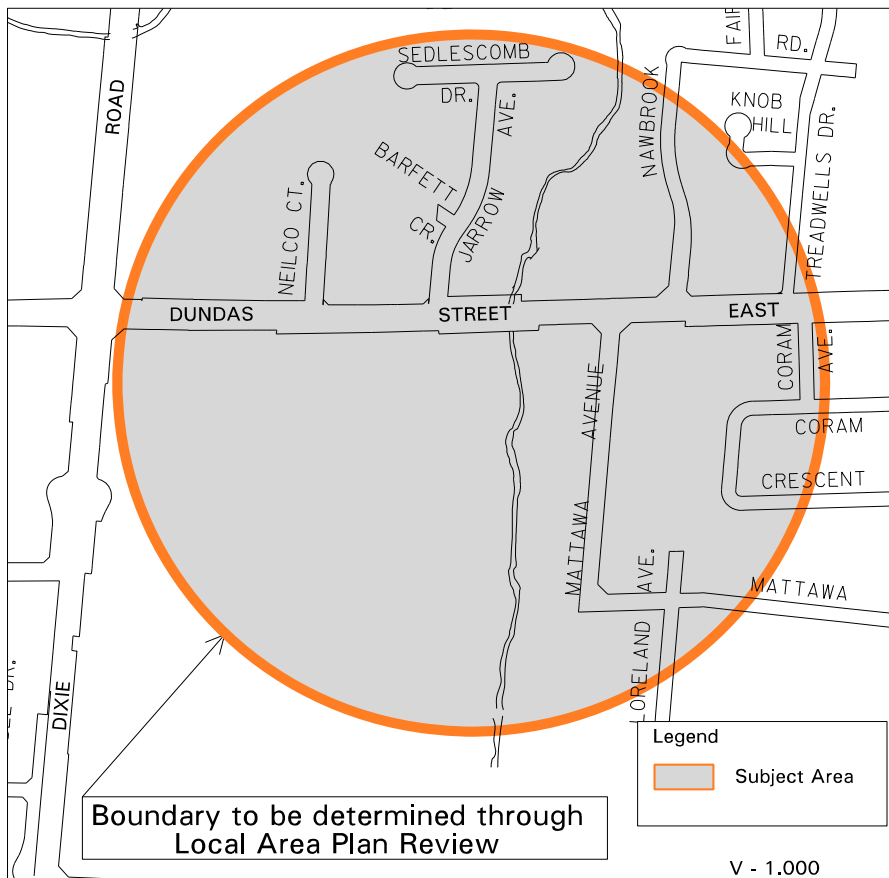 SEDLESCOMB
DR.
AVE.
JARROW
BARFETT
CR.
NEILCO CT.
ROAD
DIXIE
NAWBROOK
RD.
KNOB
HILL
TREADWELLS DR.
DUNDAS STREET EAST
CORAM
AVE.
CORAM
CRESCENT
MATTAWA AVENUE
AVE.
LORELAND
MATTAWA
DR.
Legend
Subject Area
Boundary to be determined through
Local Area Plan Review
V - 1.000